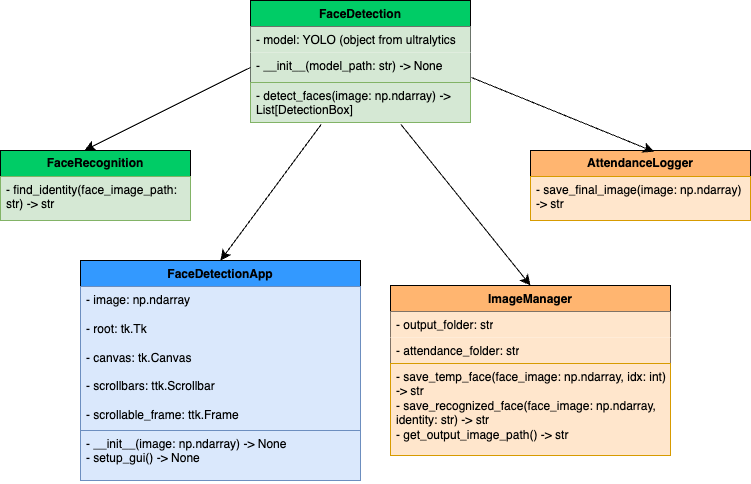 FaceDetection
- model: YOLO (object from ultralytics
- __init__(model_path: str) -> None
- detect_faces(image: np.ndarray) ->
List[DetectionBox]
FaceRecognition
- find_identity(face_image_path:
str) -> str
AttendanceLogger
- save_final_image(image: np.ndarray)
-> str
FaceDetectionApp
- image: np.ndarray
- root: tk.Tk
- canvas: tk.Canvas
- scrollbars: ttk.Scrollbar
- scrollable_frame: ttk.Frame
- __init__(image: np.ndarray) -> None
- setup_gui() -> None
ImageManager
- output_folder: str
- attendance_folder: str
- save_temp_face(face_image: np.ndarray, idx: int)
-> str
- save_recognized_face(face_image: np.ndarray,
identity: str) -> str
- get_output_image_path() -> str